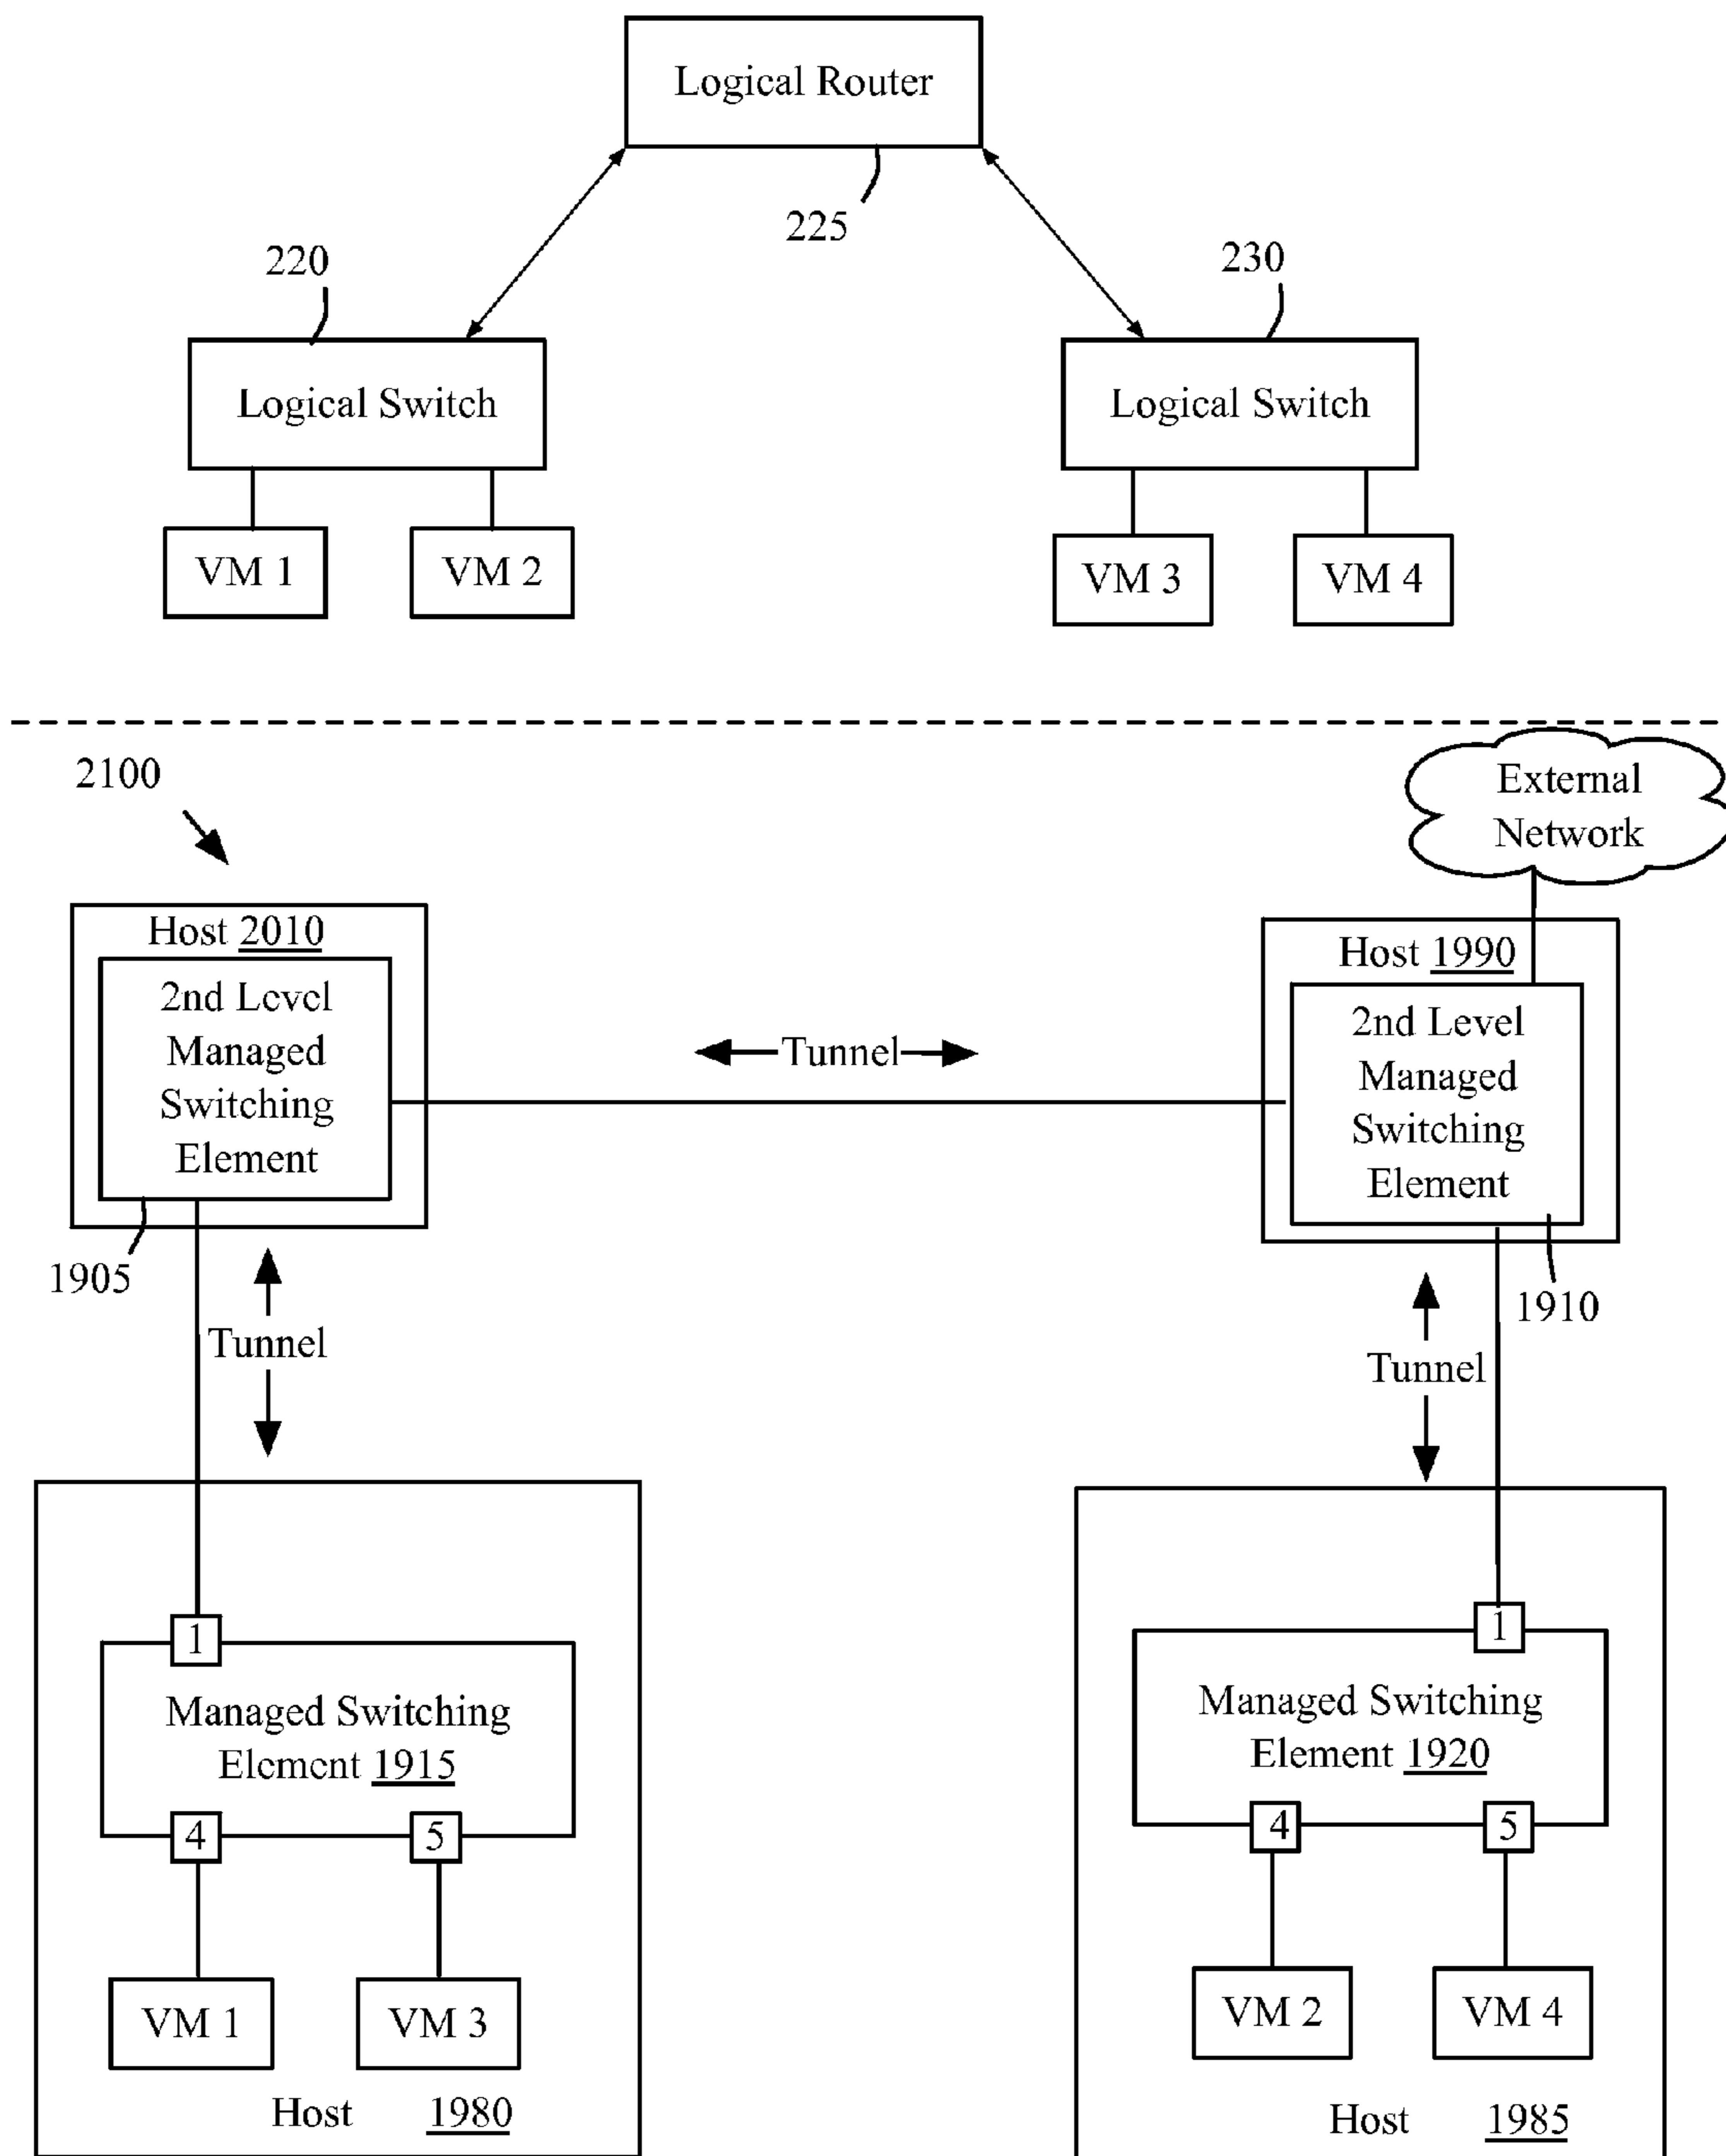 Logical Router
225
220
230
Logical Switch
Logical Switch
VM 1
VM 2
VM 3
VM 4
2100
External
Network
Host 2010
2nd Level
Managed
Switching
Element
1905
Tunnel
Host 1990
2nd Level
Managed
Switching
Element
1910
Tunnel
Tunnel
1
Managed Switching
Element 1915
4
5
VM 1
VM 3
Host 1980
1
Managed Switching
Element 1920
4
5
VM 2
VM 4
Host 1985